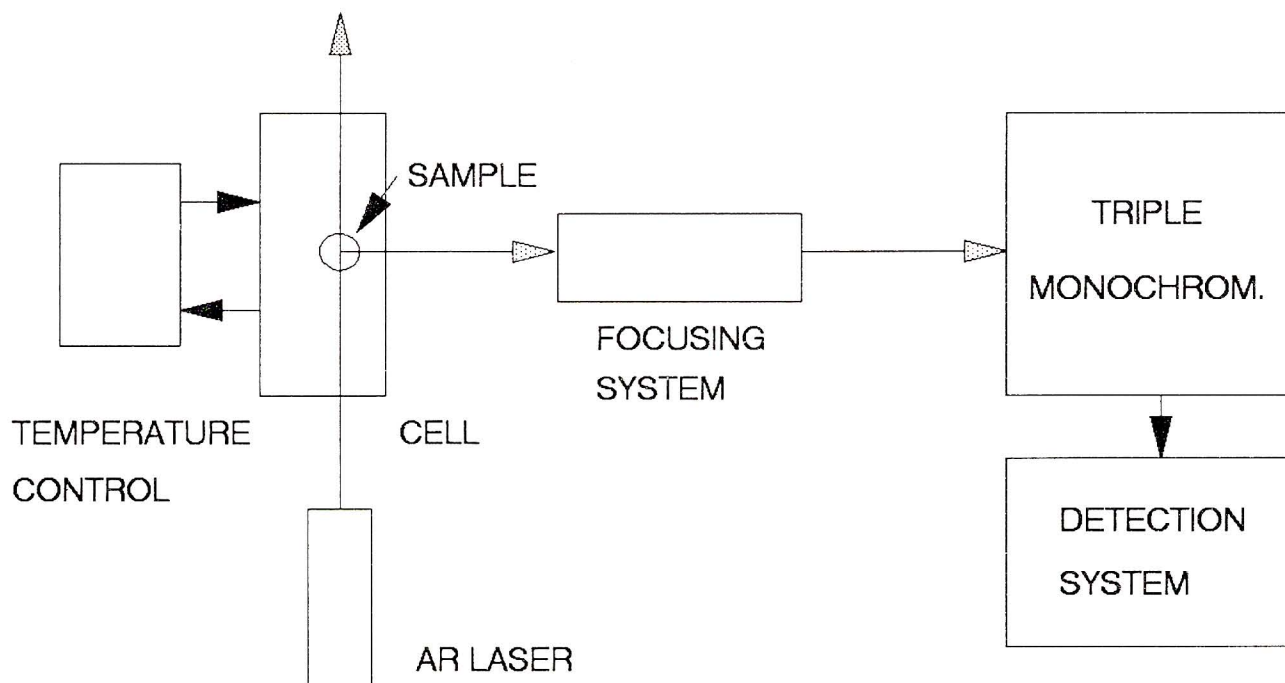 SAMPLE
TRIPLE
MONOCHROM.
FOCUSING
SYSTEM
TEMPERATURE
CONTROL
CELL
DETECTION
SYSTEM
AR LASER